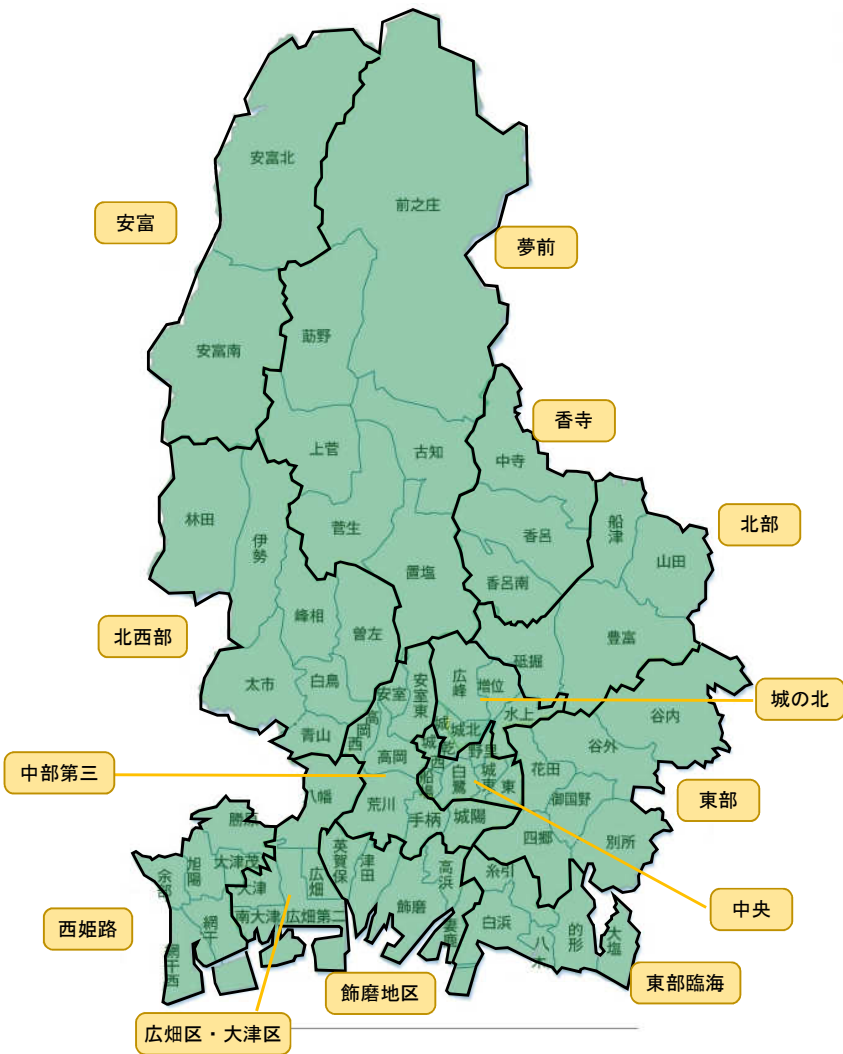 安富北
前之庄
安富
夢前
安富南
莇野
香寺
上菅
古知
中寺
林田
伊勢
菅生
船津
北部
香呂
山田
置塩
香呂南
峰相
曽左
豊富
北西部
砥掘
太市
白鳥
安室
安室東
広峰
増位
城の北
水上
谷内
青山
高岡西
城北
城乾
野里
谷外
中部第三
高岡
城西
船場
白鷺
城東
東
花田
御国野
東部
八幡
荒川
手柄
城陽
四郷
別所
勝原
英賀保
津田
高浜
糸引
余部
旭陽
大津茂
大津
広畑
中央
西姫路
網干
南大津
広畑第二
飾磨
妻鹿
白浜
八木
的形
大塩
網干西
飾磨地区
東部臨海
広畑区・大津区